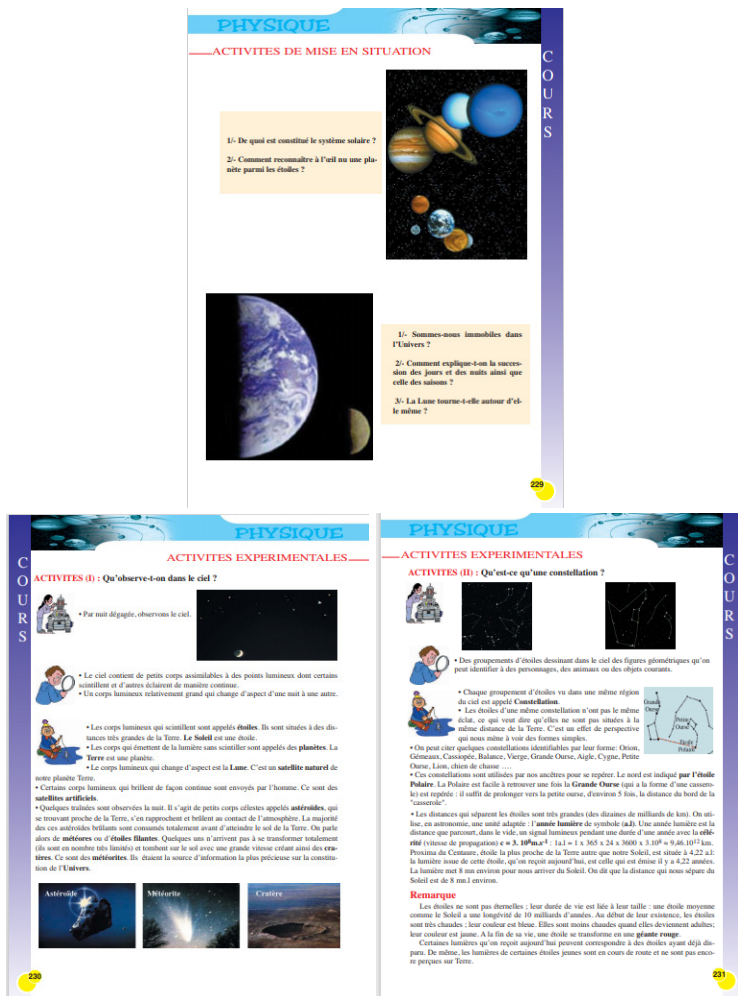 PHYSIQUE
ACTIVITES DE MISE EN SITUATION
C
O
U
R
S
1/- De quoi est constitué le système solaire ?
2/- Comment reconnaître à l'œil nu une pla-
nète parmi les étoiles ?
1/- Sommes-nous immobiles dans
l'Univers ?
2/- Comment explique-t-on la succes-
sion des jours et des nuits ainsi que
celle des saisons ?
3/- La Lune tourne-t-elle autour d'el-
le même ?
229
PHYSIQUE
C
O
U
R
S
ACTIVITES EXPERIMENTALES
ACTIVITES (I) : Qu'observe-t-on dans le ciel ?
• Par nuit dégagée, observons le ciel.
• Le ciel contient de petits corps assimilables à des points lumineux dont certains
scintillent et d'autres éclairent de manière continue.
• Un corps lumineux relativement grand qui change d'aspect d'une nuit à une autre.
• Les corps lumineux qui scintillent sont appelés étoiles. Ils sont situées à des dis-
tances très grandes de la Terre. Le Soleil est une étoile.
• Les corps qui émettent de la lumière sans scintiller sont appelés des planètes. La
Terre est une planète.
• Le corps lumineux qui change d'aspect est la Lune. C'est un satellite naturel de
notre planète Terre.
• Certains corps lumineux qui brillent de façon continue sont envoyés par l'homme. Ce sont des
satellites artificiels.
• Quelques traînées sont observées la nuit. Il s'agit de petits corps célestes appelés astéroïdes, qui
se trouvant proche de la Terre, s'en rapprochent et brûlent au contact de l'atmosphère. La majorité
des ces astéroïdes brûlants sont consumés totalement avant d'atteindre le sol de la Terre. On parle
alors de météores ou d'étoiles filantes. Quelques uns n'arrivent pas à se transformer totalement
(ils sont en nombre très limités) et tombent sur le sol avec une grande vitesse créant ainsi des cra-
tères. Ce sont des météorites. Ils étaient la source d'information la plus précieuse sur la constitu-
tion de l'Univers.
Astéroïde
Météorite
Cratère
230
PHYSIQUE
C
O
U
R
S
ACTIVITES EXPERIMENTALES
ACTIVITES (II) : Qu'est-ce qu'une constellation ?
• Des groupements d'étoiles dessinant dans le ciel des figures géométriques qu'on
peut identifier à des personnages, des animaux ou des objets courants.
• Chaque groupement d'étoiles vu dans une même région
du ciel est appelé Constellation.
• Les étoiles d'une même constellation n'ont pas le même
éclat, ce qui veut dire qu'elles ne sont pas situées à la
même distance de la Terre. C'est un effet de perspective
qui nous mène à voir des formes simples.
Grande
Ourse
Petite
Ourse
Etoile
Polaire
• On peut citer quelques constellations identifiables par leur forme: Orion,
Gémeaux, Cassiopée, Balance, Vierge, Grande Ourse, Aigle, Cygne, Petite
Ourse, Lion, chien de chasse ....
• Ces constellations sont utilisées par nos ancêtres pour se repérer. Le nord est indiqué par l'étoile
Polaire. La Polaire est facile à retrouver une fois la Grande Ourse (qui a la forme d'une cassero-
le) est repérée : il suffit de prolonger vers la petite ourse, d'environ 5 fois, la distance du bord de la
"casserole".
• Les distances qui séparent les étoiles sont très grandes (des dizaines de milliards de km). On uti-
lise, en astronomie, une unité adaptée : l'année lumière de symbole (a.l). Une année lumière est la
distance que parcourt, dans le vide, un signal lumineux pendant une durée d'une année avec la célé-
rité (vitesse de propagation) c ≈ 3. 10⁸m.s⁻¹ : 1a.l ≈ 1 x 365 x 24 x 3600 x 3.10⁸ ≈ 9,46.10¹² km.
Proxima du Centaure, étoile la plus proche de la Terre autre que notre Soleil, est située à 4,22 a.l:
la lumière issue de cette étoile, qu'on reçoit aujourd'hui, est celle qui est émise il y a 4,22 années.
La lumière met 8 mn environ pour nous arriver du Soleil. On dit que la distance qui nous sépare du
Soleil est de 8 mn.l environ.
Remarque
Les étoiles ne sont pas éternelles ; leur durée de vie est liée à leur taille : une étoile moyenne
comme le Soleil a une longévité de 10 milliards d'années. Au début de leur existence, les étoiles
sont très chaudes ; leur couleur est bleue. Elles sont moins chaudes quand elles deviennent adultes;
leur couleur est jaune. A la fin de sa vie, une étoile se transforme en une géante rouge.
Certaines lumières qu'on reçoit aujourd'hui peuvent correspondre à des étoiles ayant déjà dis-
paru. De même, les lumières de certaines étoiles jeunes sont en cours de route et ne sont pas enco-
re perçues sur Terre.
231